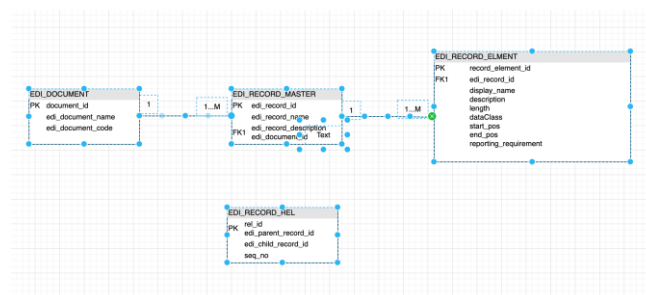 EDI_DOCUMENT
PK document_id
edi_document_name
edi_document_code
1
1...M
EDI_RECORD_MASTER
PK edi_record_id
edi_record_name
edi_record_description
FK1 edi_document_id
Text
1
1...M
EDI_RECORD_ELMENT
PK record_element_id
FK1 edi_record_id
display_name
description
length
dataClass
start_pos
end_pos
reporting_requirement
EDI_RECORD_REL
PK rel_id
edi_parent_record_id
edi_child_record_id
seq_no